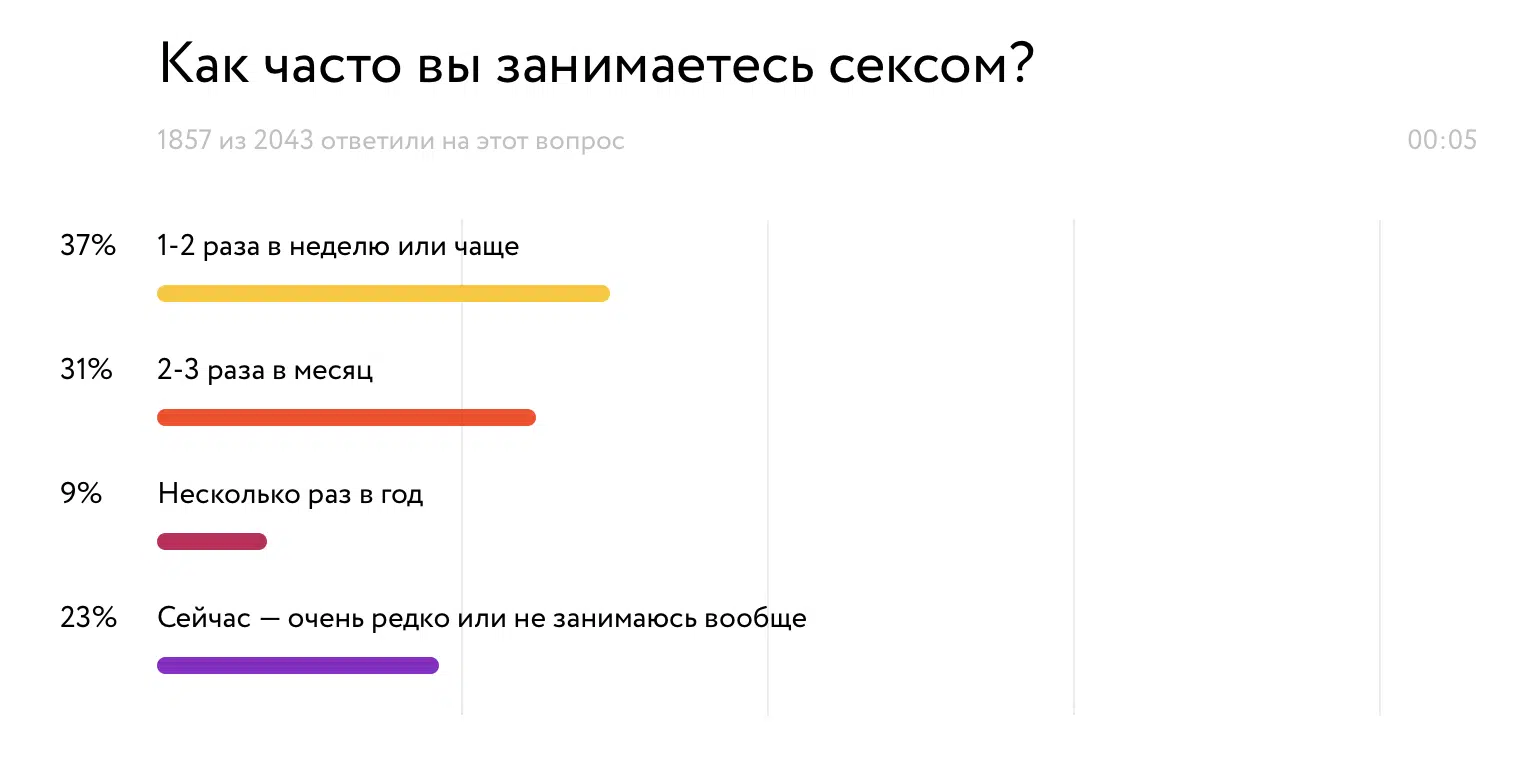 Как часто вы занимаетесь сексом?
1857 из 2043 ответили на этот вопрос 00:05
37% 1-2 раза в неделю или чаще
31% 2-3 раза в месяц
9% Несколько раз в год
23% Сейчас — очень редко или не занимаюсь вообще